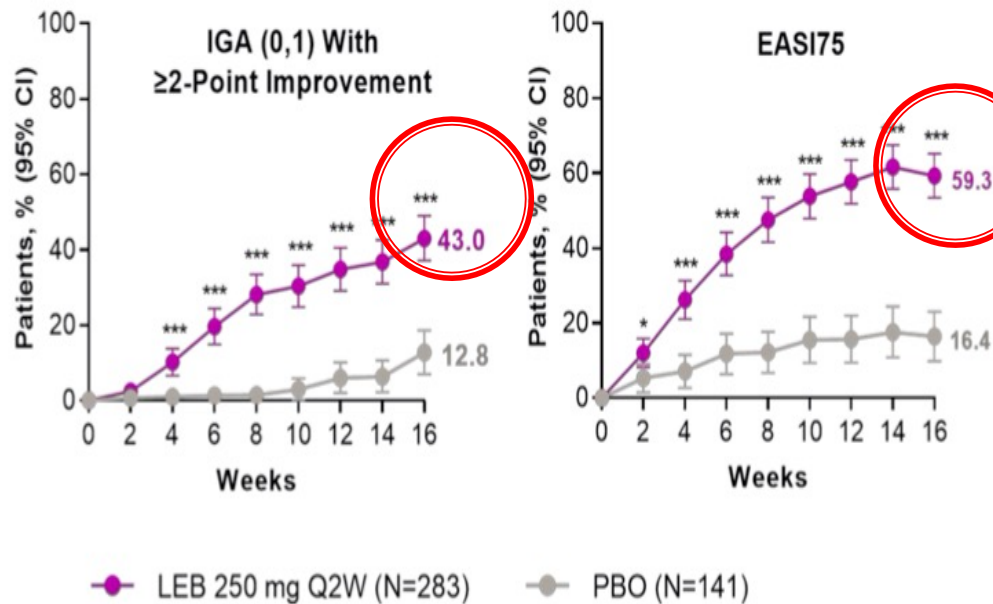 IGA (0,1) With
≥2-Point Improvement
Patients, % (95% CI)
100
80
60
40
20
0
***
***
***
***
***
***
***
43.0
12.8
0 2 4 6 8 10 12 14 16
Weeks
EASI75
Patients, % (95% CI)
100
80
60
40
20
0
*
***
***
***
***
***
***
***
59.3
16.4
0 2 4 6 8 10 12 14 16
Weeks
LEB 250 mg Q2W (N=283)
PBO (N=141)